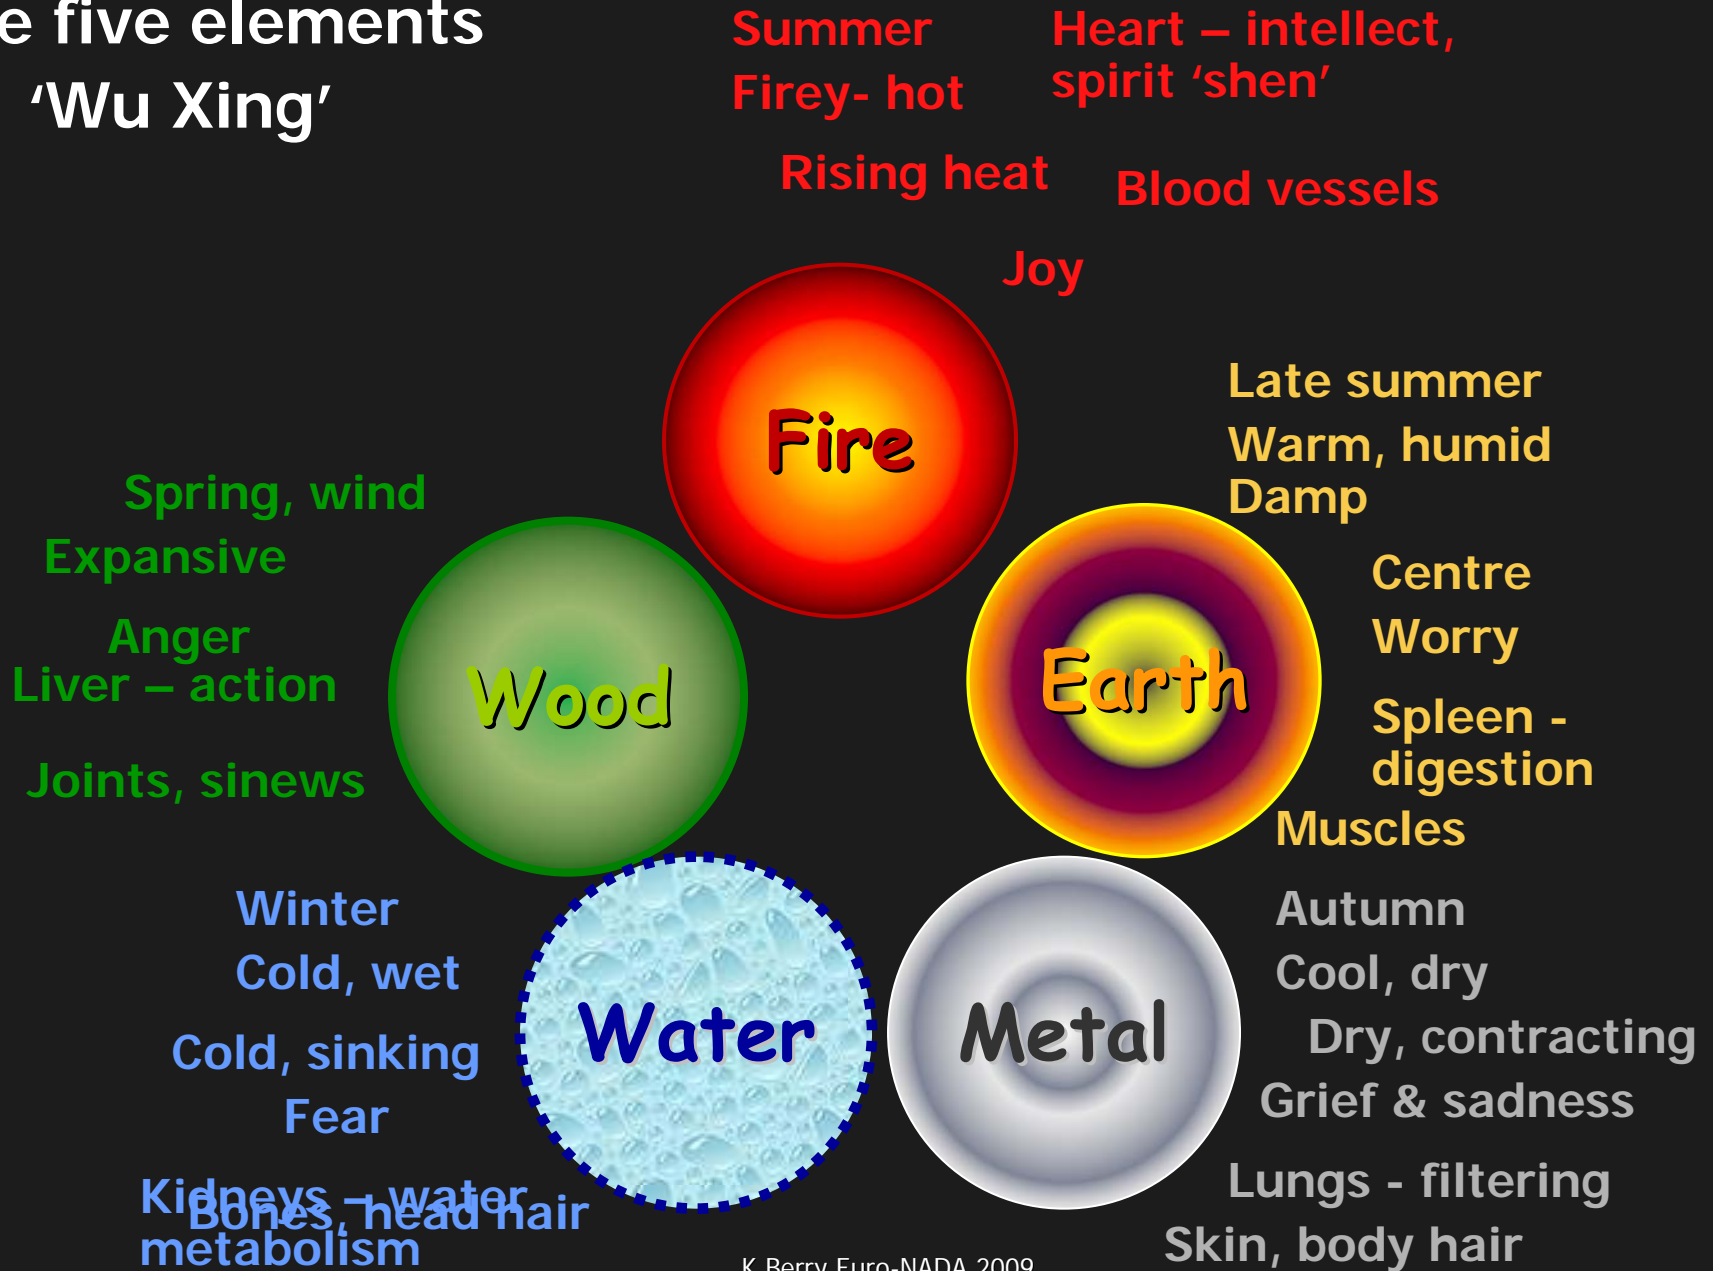 e five elements
‘Wu Xing’
Summer
Firey- hot
Rising heat
Heart – intellect,
spirit ‘shen’
Blood vessels
Joy
Fire
Late summer
Warm, humid
Damp
Centre
Worry
Spleen -
digestion
Muscles
Earth
Spring, wind
Expansive
Anger
Liver – action
Joints, sinews
Wood
Winter
Cold, wet
Cold, sinking
Fear
Kidneys – water
metabolism
Bones, head hair
Water
Metal
Autumn
Cool, dry
Dry, contracting
Grief & sadness
Lungs - filtering
Skin, body hair
K Berry Euro-NADA 2009